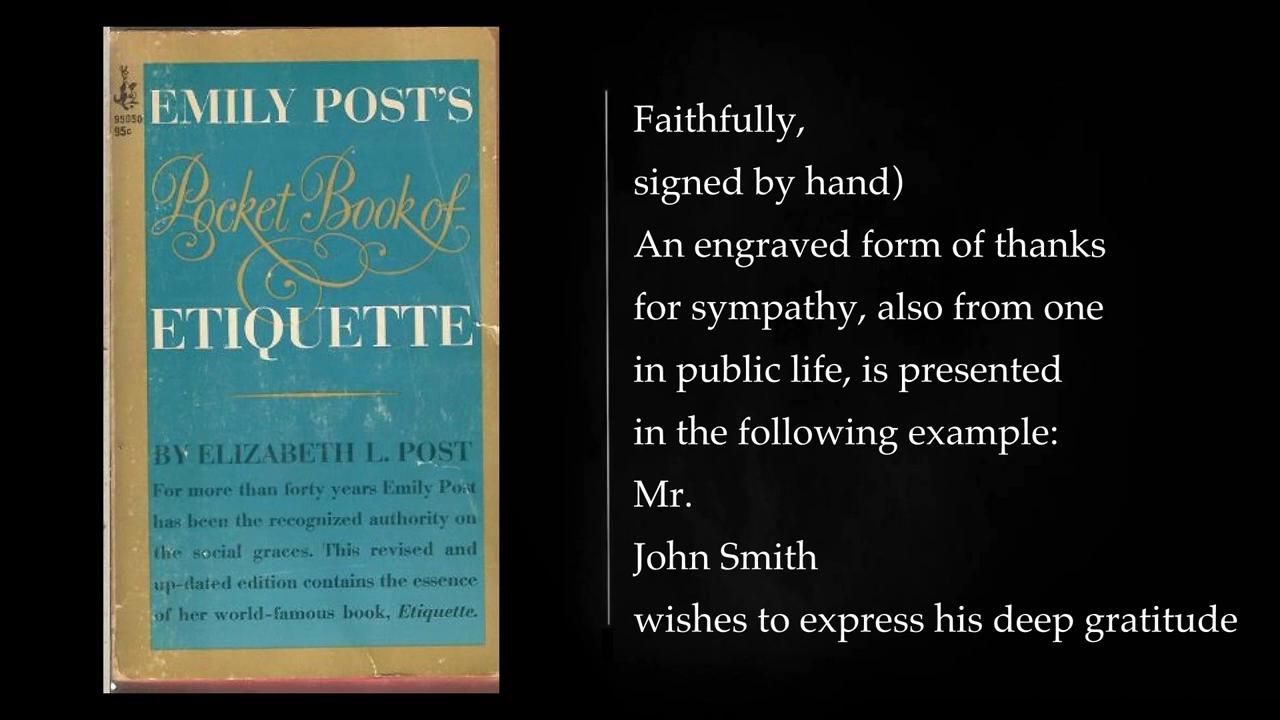 95050
95c
EMILY POST'S
Pocket Book of
ETIQUETTE
BY ELIZABETH L. POST
For more than forty years Emily Post
has been the recognized authority on
the social graces. This revised and
up-dated edition contains the essence
of her world-famous book, Etiquette.
Faithfully,
signed by hand)
An engraved form of thanks
for sympathy, also from one
in public life, is presented
in the following example:
Mr.
John Smith
wishes to express his deep gratitude